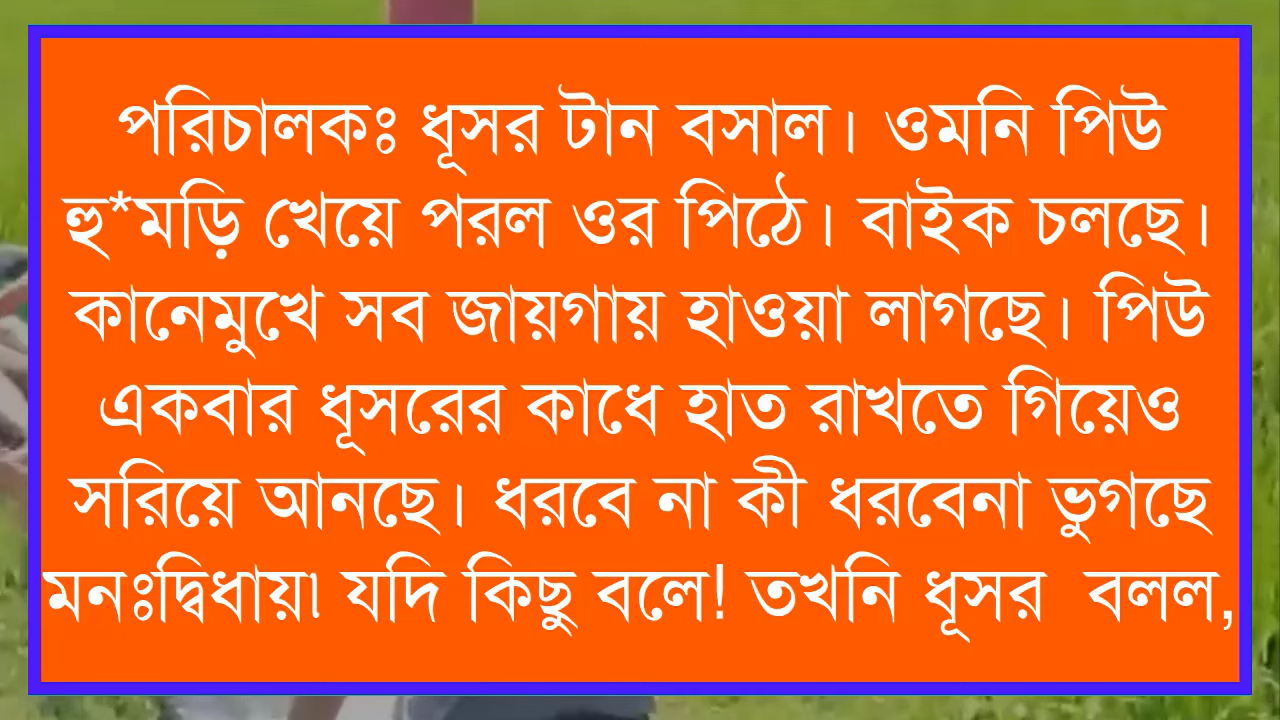 পরিচালকঃ ধূসর টান বসাল। ওমনি পিউ
হু*মড়ি খেয়ে পরল ওর পিঠে। বাইক চলছে।
কানেমুখে সব জায়গায় হাওয়া লাগছে। পিউ
একবার ধূসরের কাধে হাত রাখতে গিয়েও
সরিয়ে আনছে। ধরবে না কী ধরবেনা ভুগছে
মনঃদ্বিধায়৷ যদি কিছু বলে! তখনি ধূসর বলল,